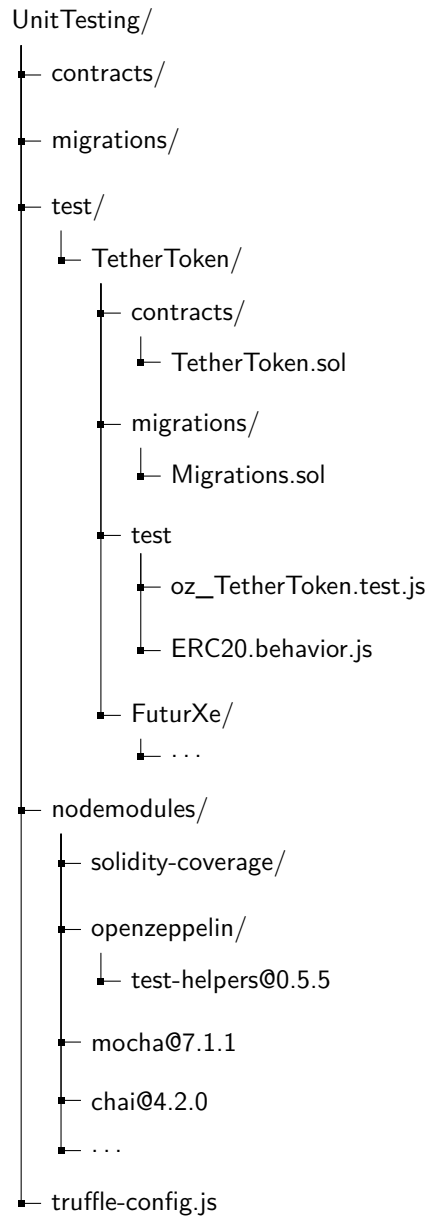 UnitTesting/
contracts/
migrations/
test/
TetherToken/
contracts/
TetherToken.sol
migrations/
Migrations.sol
test
oz_TetherToken.test.js
ERC20.behavior.js
FuturXe/
...
nodemodules/
solidity-coverage/
openzeppelin/
test-helpers@0.5.5
mocha@7.1.1
chai@4.2.0
...
truffle-config.js